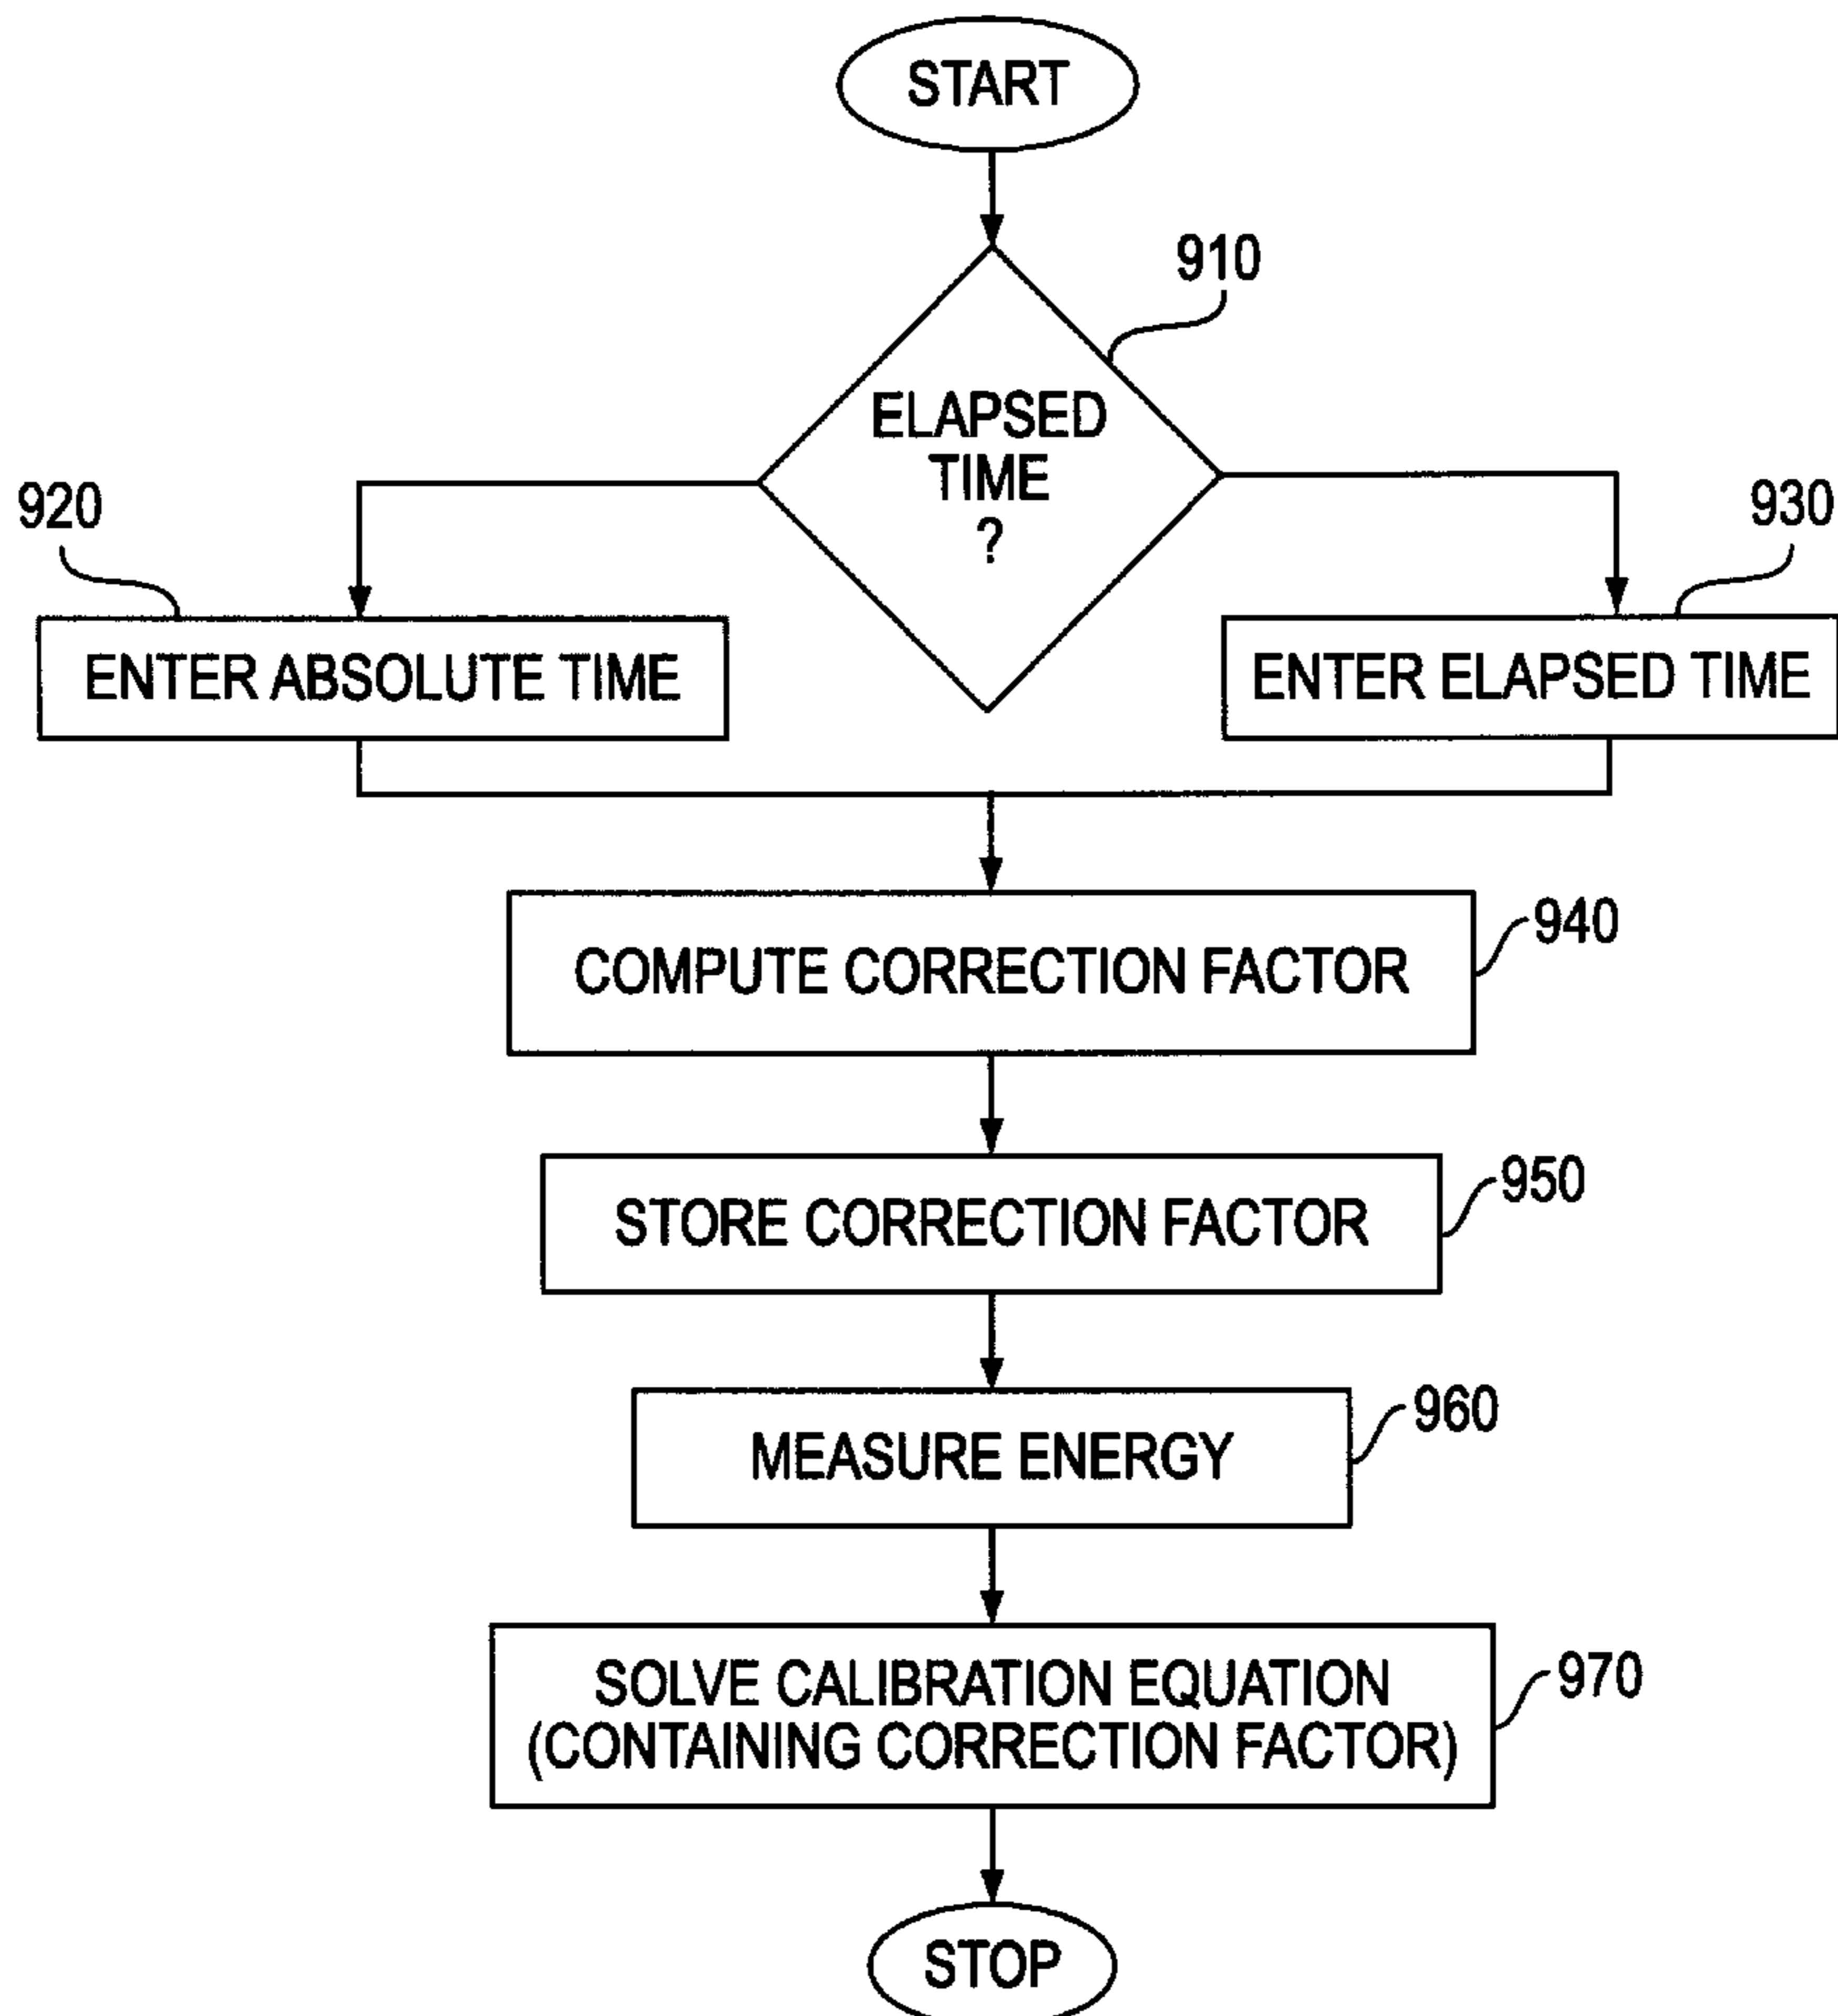 START
910
ELAPSED
TIME
?
920
930
ENTER ABSOLUTE TIME
ENTER ELAPSED TIME
COMPUTE CORRECTION FACTOR
940
STORE CORRECTION FACTOR
950
MEASURE ENERGY
960
SOLVE CALIBRATION EQUATION
(CONTAINING CORRECTION FACTOR)
970
STOP